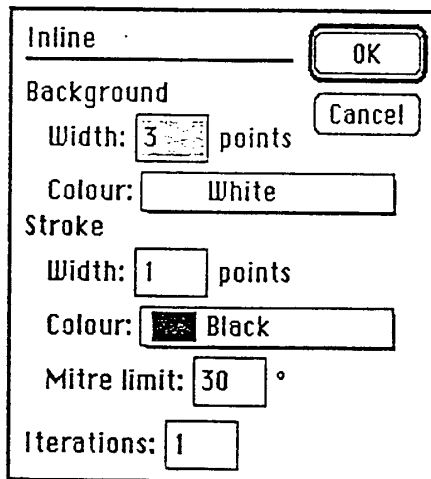 Inline
OK
Background
Cancel
Width: 3 points
Colour: White
Stroke
Width: 1 points
Colour: Black
Mitre limit: 30 °
Iterations: 1